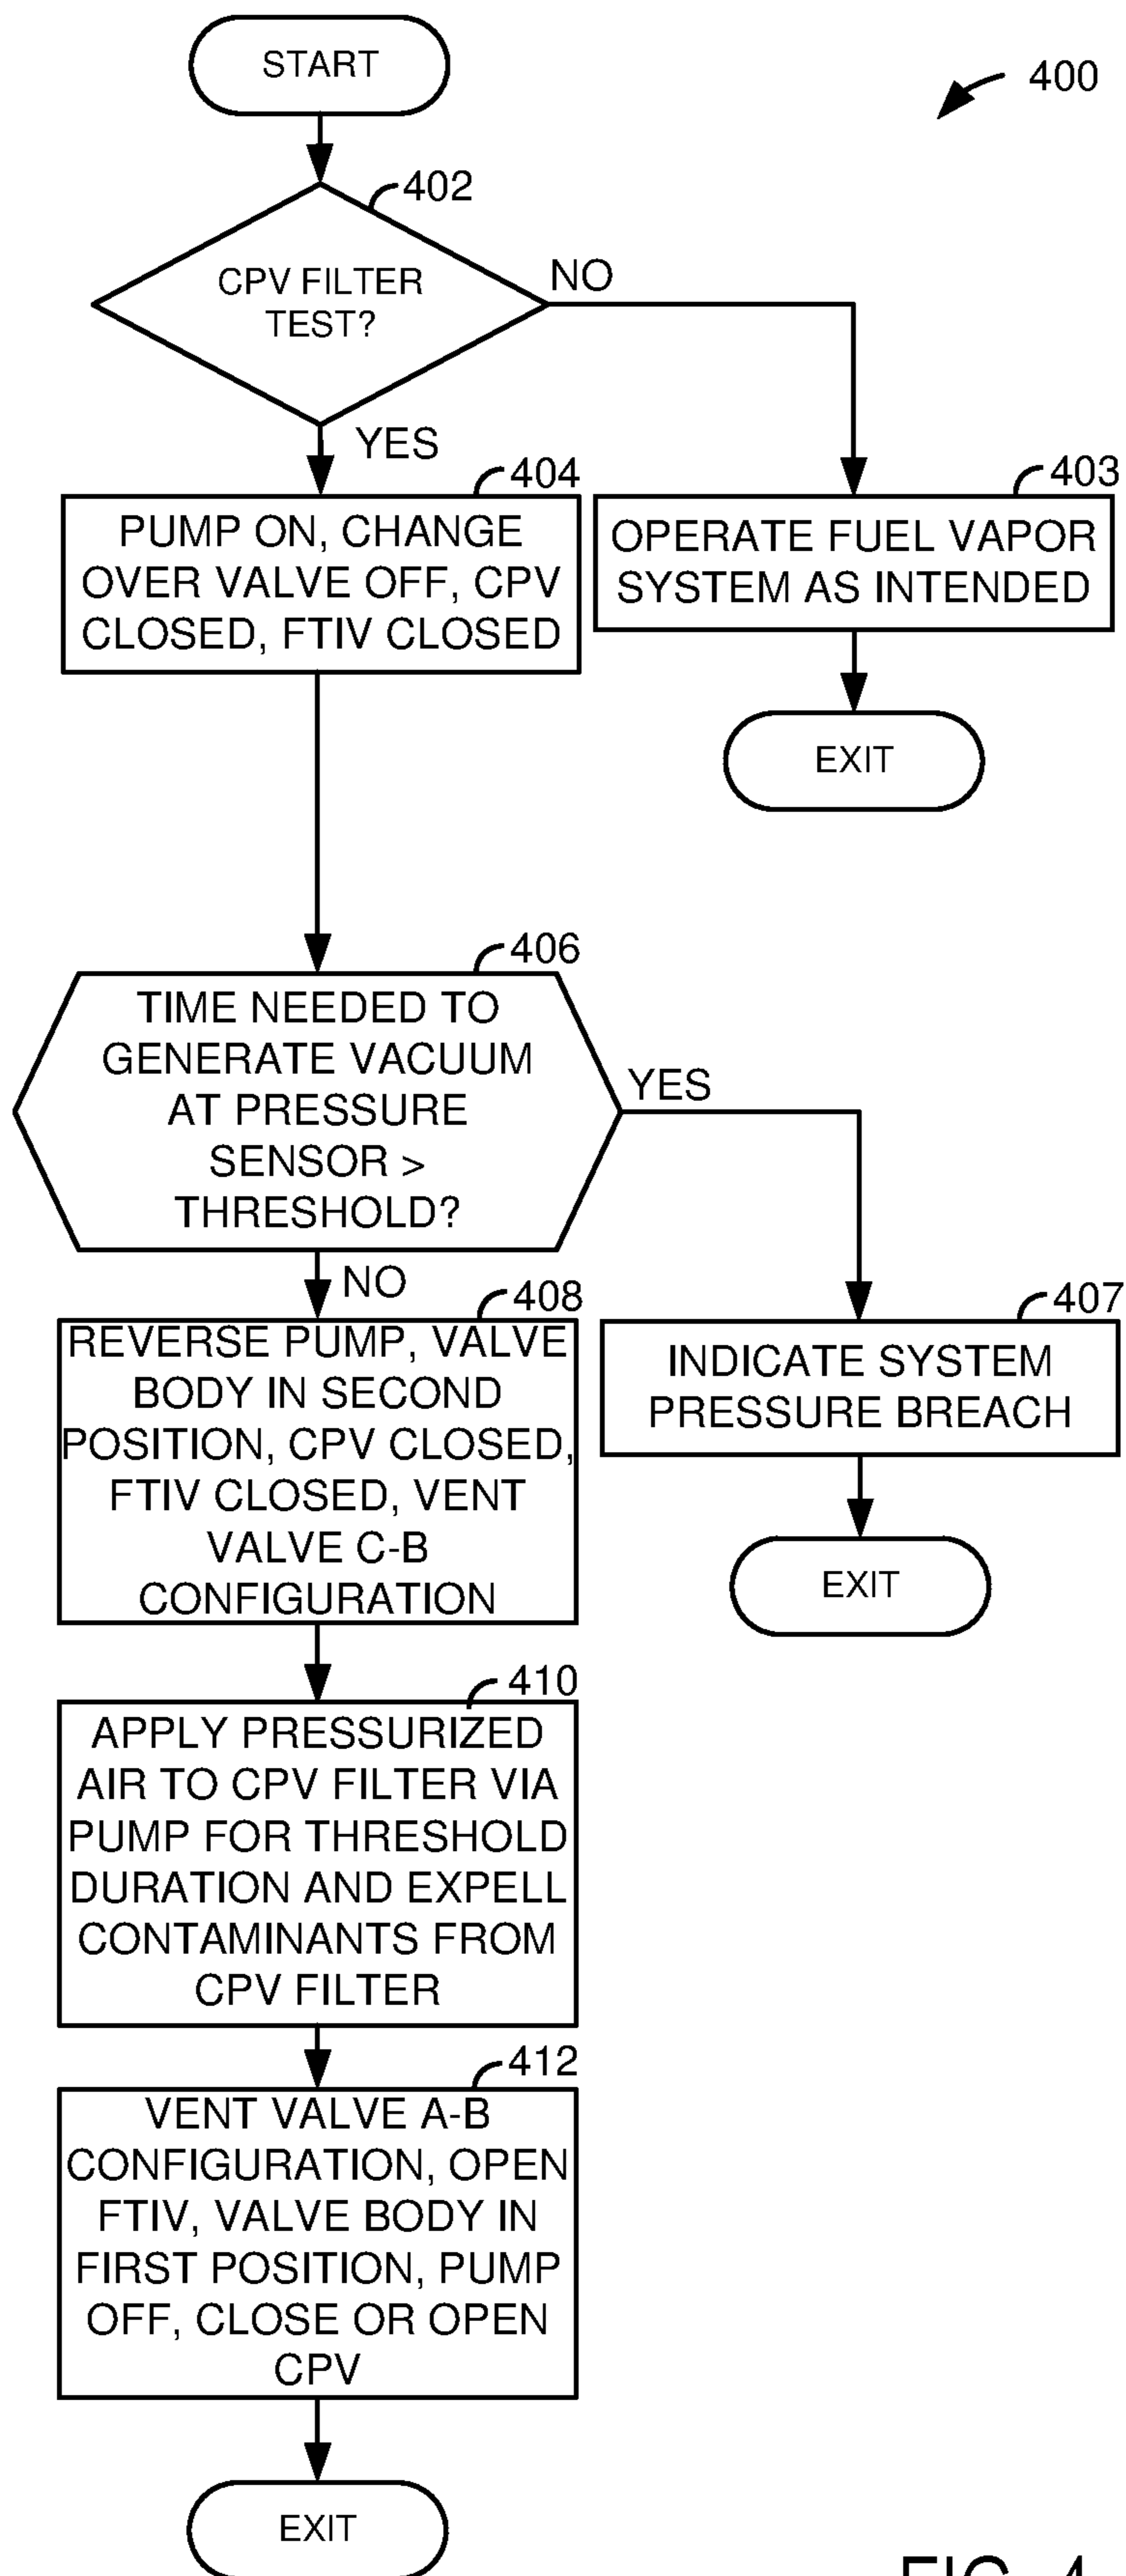 START
400
402
CPV FILTER
TEST?
NO
YES
404
PUMP ON, CHANGE
OVER VALVE OFF, CPV
CLOSED, FTIV CLOSED
403
OPERATE FUEL VAPOR
SYSTEM AS INTENDED
EXIT
406
TIME NEEDED TO
GENERATE VACUUM
AT PRESSURE
SENSOR >
THRESHOLD?
YES
NO
408
REVERSE PUMP, VALVE
BODY IN SECOND
POSITION, CPV CLOSED,
FTIV CLOSED, VENT
VALVE C-B
CONFIGURATION
407
INDICATE SYSTEM
PRESSURE BREACH
EXIT
410
APPLY PRESSURIZED
AIR TO CPV FILTER VIA
PUMP FOR THRESHOLD
DURATION AND EXPELL
CONTAMINANTS FROM
CPV FILTER
412
VENT VALVE A-B
CONFIGURATION, OPEN
FTIV, VALVE BODY IN
FIRST POSITION, PUMP
OFF, CLOSE OR OPEN
CPV
EXIT
FIG. 4